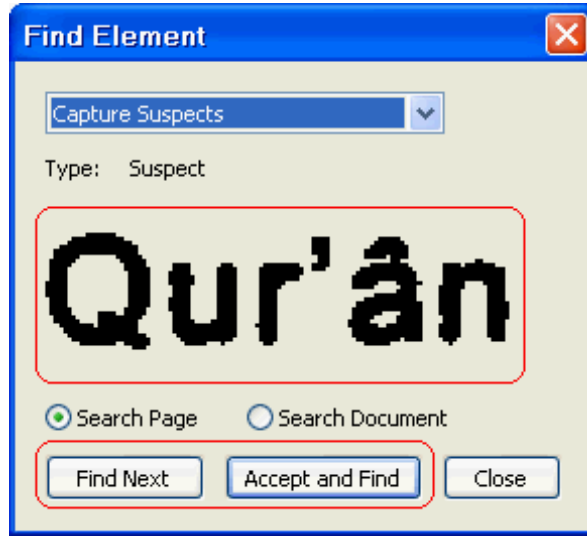 Find Element
Capture Suspects
Type: Suspect
Qur’ân
Search Page Search Document
Find Next Accept and Find Close